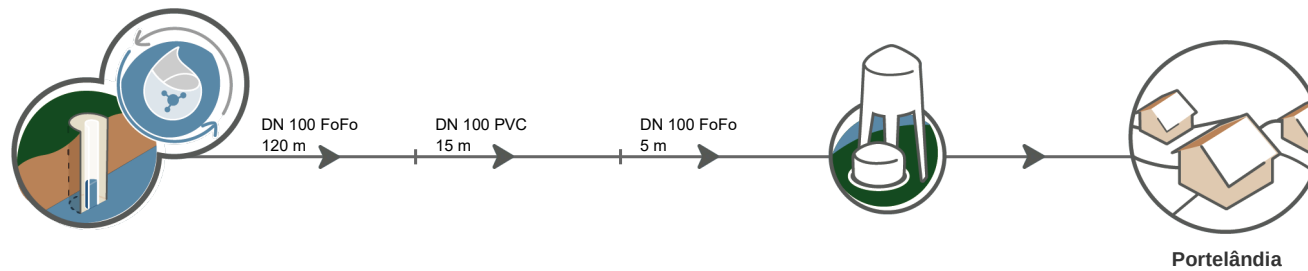 DN 100 FoFo
120 m
DN 100 PVC
15 m
DN 100 FoFo
5 m
Portelândia